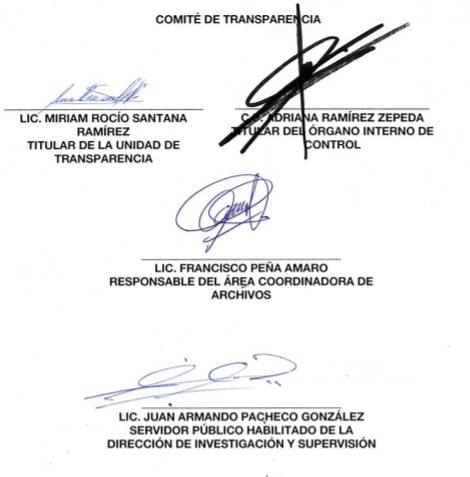 COMITÉ DE TRANSPARENCIA
LIC. MIRIAM ROCÍO SANTANA
RAMÍREZ
TITULAR DE LA UNIDAD DE
TRANSPARENCIA
C.P. ADRIANA RAMÍREZ ZEPEDA
TITULAR DEL ÓRGANO INTERNO DE
CONTROL
LIC. FRANCISCO PEÑA AMARO
RESPONSABLE DEL ÁREA COORDINADORA DE
ARCHIVOS
LIC. JUAN ARMANDO PACHECO GONZÁLEZ
SERVIDOR PÚBLICO HABILITADO DE LA
DIRECCIÓN DE INVESTIGACIÓN Y SUPERVISIÓN